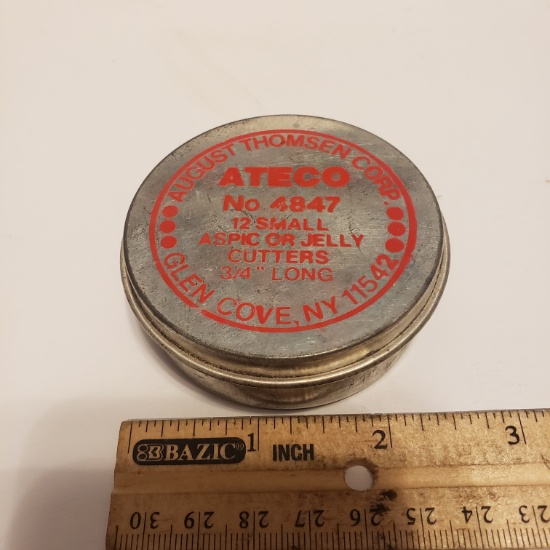 AUGUST THOMSEN CORP.
ATECO
No. 4847
12 SMALL
ASPIC OR JELLY
CUTTERS
3/4" LONG
GLEN COVE, NY 11542
BAZIC
1 INCH 2 3
0 30 29 28 27 26 25 24 23